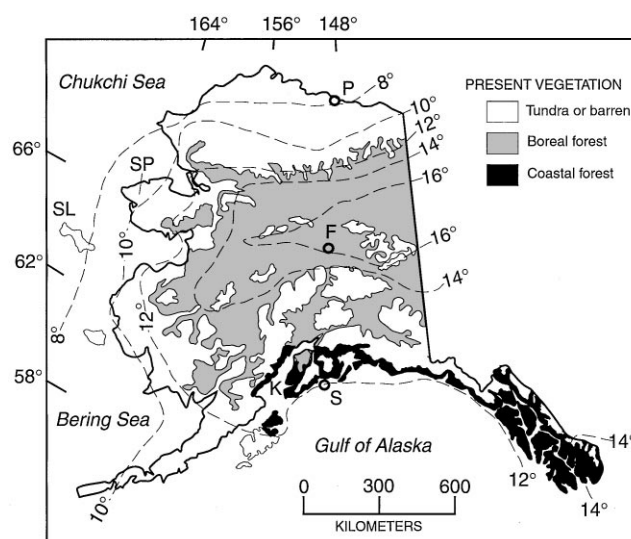 164° 156° 148°
Chukchi Sea
P
8°
10°
12°
14°
16°
PRESENT VEGETATION
Tundra or barren
Boreal forest
Coastal forest
66°
SP
SL
10°
F
16°
62°
14°
12°
8°
58°
K
S
Bering Sea
Gulf of Alaska
10°
12°
14°
14°
0 300 600
KILOMETERS